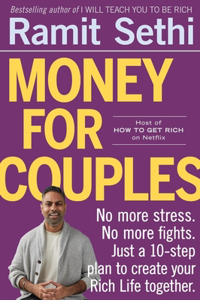 Bestselling author of I WILL TEACH YOU TO BE RICH
Ramit Sethi
MONEY
FOR
Host of
HOW TO GET RICH
on Netflix
COUPLES
No more stress.
No more fights.
Just a 10-step
plan to create your
Rich Life together.